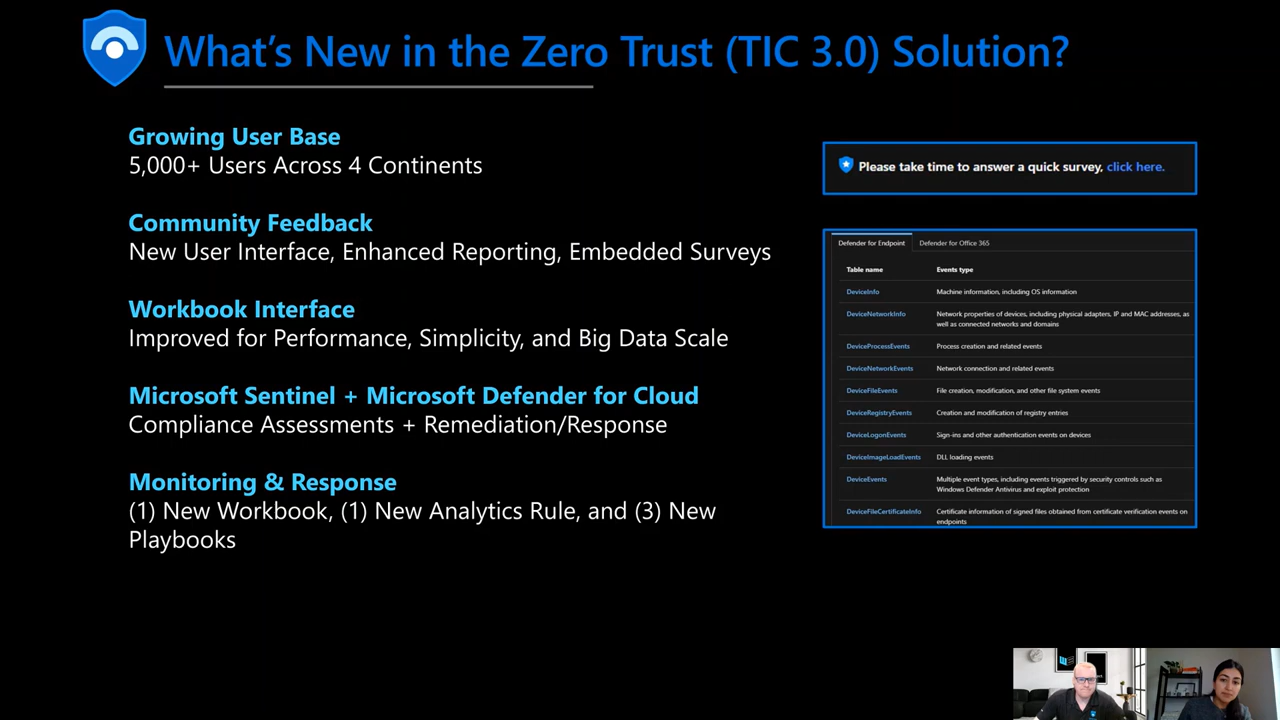 What's New in the Zero Trust (TIC 3.0) Solution?
Growing User Base
5,000+ Users Across 4 Continents
Community Feedback
New User Interface, Enhanced Reporting, Embedded Surveys
Workbook Interface
Improved for Performance, Simplicity, and Big Data Scale
Microsoft Sentinel + Microsoft Defender for Cloud
Compliance Assessments + Remediation/Response
Monitoring & Response
(1) New Workbook, (1) New Analytics Rule, and (3) New
Playbooks
Please take time to answer a quick survey, click here.
Defender for Endpoint Defender for Office 365
Table name Events type
DeviceInfo Machine information, including OS information
DeviceNetworkInfo Network properties of devices, including physical adapters, IP and MAC addresses, as
well as connected networks and domains
DeviceProcessEvents Process creation and related events
DeviceNetworkEvents Network connection and related events
DeviceFileEvents File creation, modification, and other file system events
DeviceRegistryEvents Creation and modification of registry entries
DeviceLogonEvents Sign-ins and other authentication events on devices
DeviceImageLoadEvents DLL loading events
DeviceEvents Multiple event types, including events triggered by security controls such as
Windows Defender Antivirus and exploit protection
DeviceFileCertificateInfo Certificate information of signed files obtained from certificate verification events on
endpoints